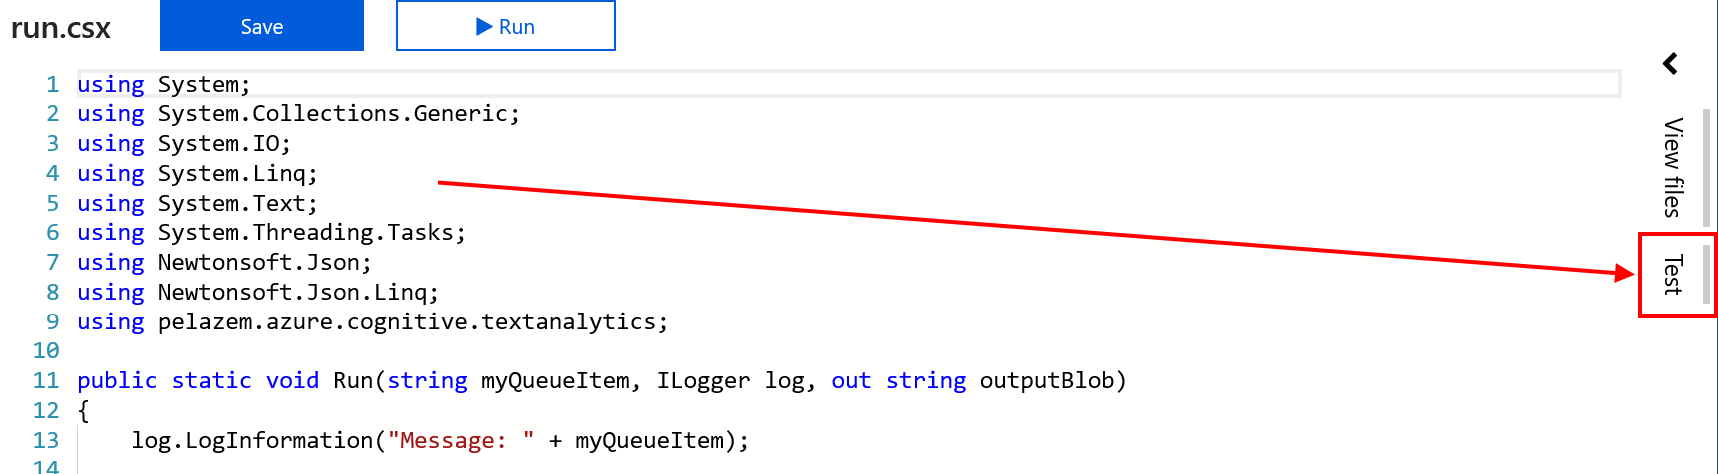 run.csx
Save
Run
1 using System;
2 using System.Collections.Generic;
3 using System.IO;
4 using System.Linq;
5 using System.Text;
6 using System.Threading.Tasks;
7 using Newtonsoft.Json;
8 using Newtonsoft.Json.Linq;
9 using pelazem.azure.cognitive.textanalytics;
10
11 public static void Run(string myQueueItem, ILogger log, out string outputBlob)
12 {
13 log.LogInformation("Message: " + myQueueItem);
14
View files
Test